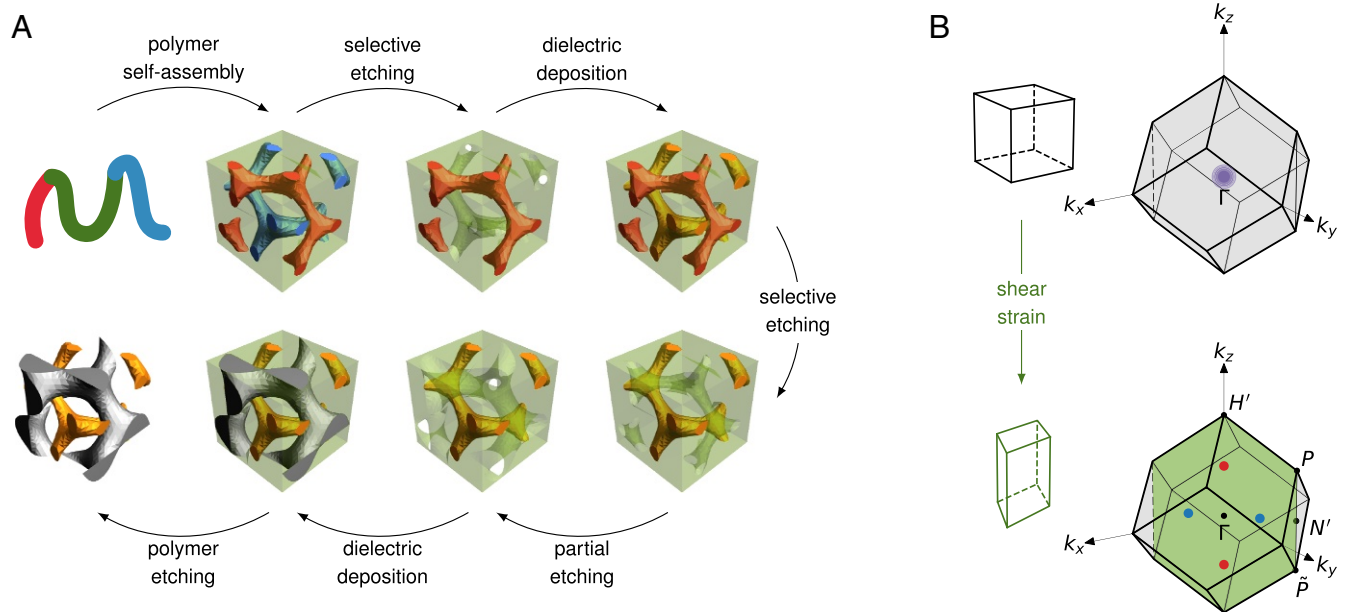 A
polymer
self-assembly
selective
etching
dielectric
deposition
selective
etching
polymer
etching
dielectric
deposition
partial
etching
B
k_z
Γ
k_x
k_y
shear
strain
k_z
H′
P
Γ
N′
k_x
k_y
P̃